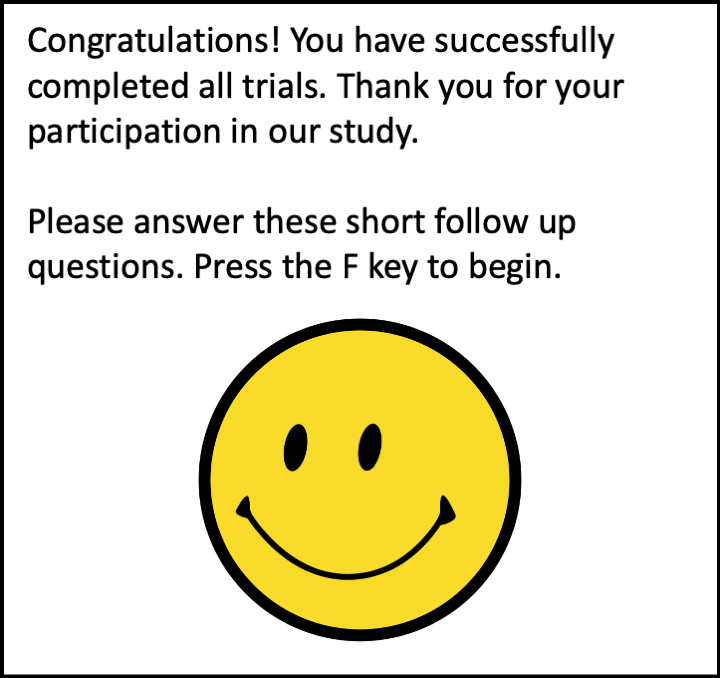 Congratulations! You have successfully
completed all trials. Thank you for your
participation in our study.
Please answer these short follow up
questions. Press the F key to begin.